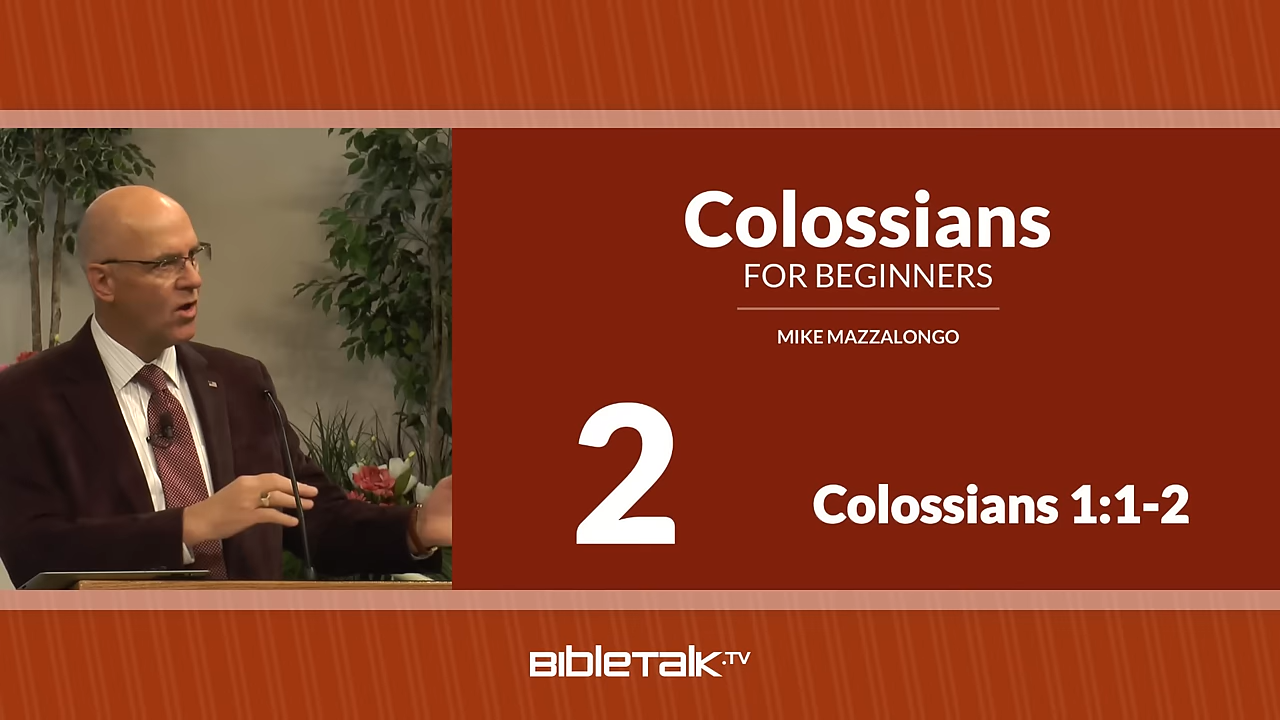 Colossians
FOR BEGINNERS
MIKE MAZZALONGO
2
Colossians 1:1-2
BIBLETALK.TV